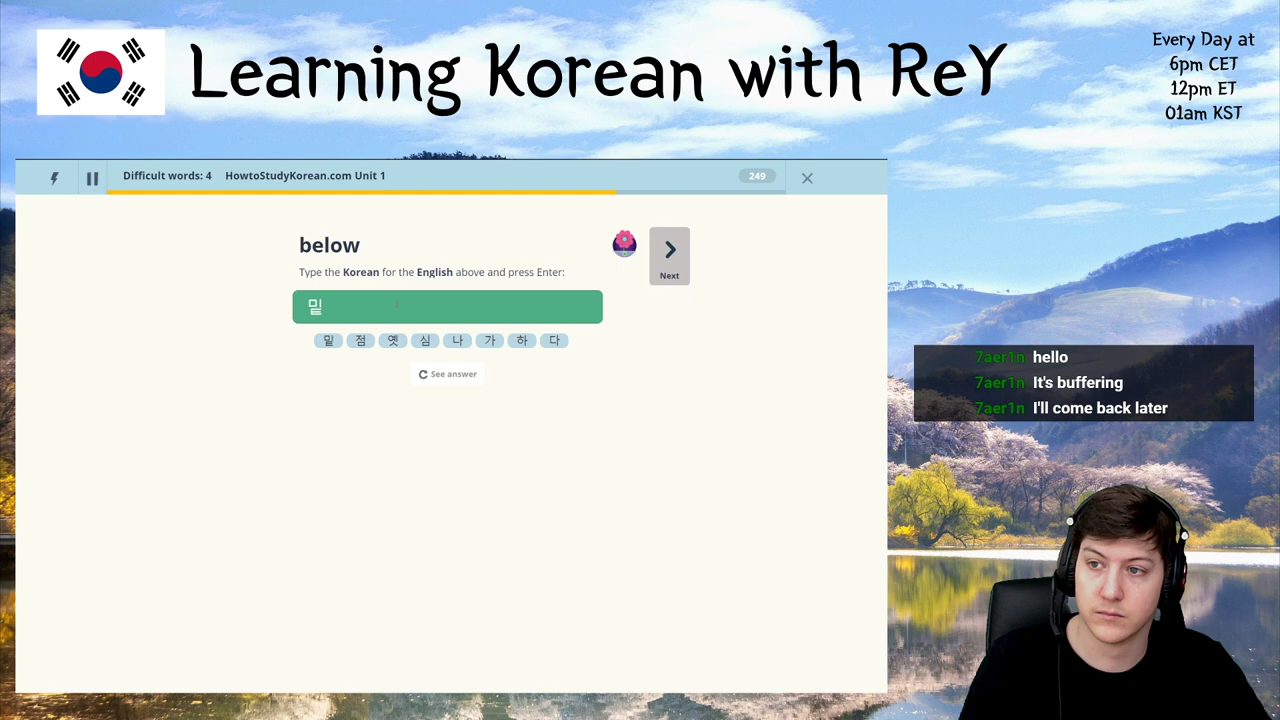 Learning Korean with ReY
Every Day at
6pm CET
12pm ET
01am KST
Difficult words: 4 HowtoStudyKorean.com Unit 1
249
below
Type the Korean for the English above and press Enter:
밑
Next
밑 점 옛 심 나 가 하 다
See answer
7aer1n hello
7aer1n It's buffering
7aer1n I'll come back later